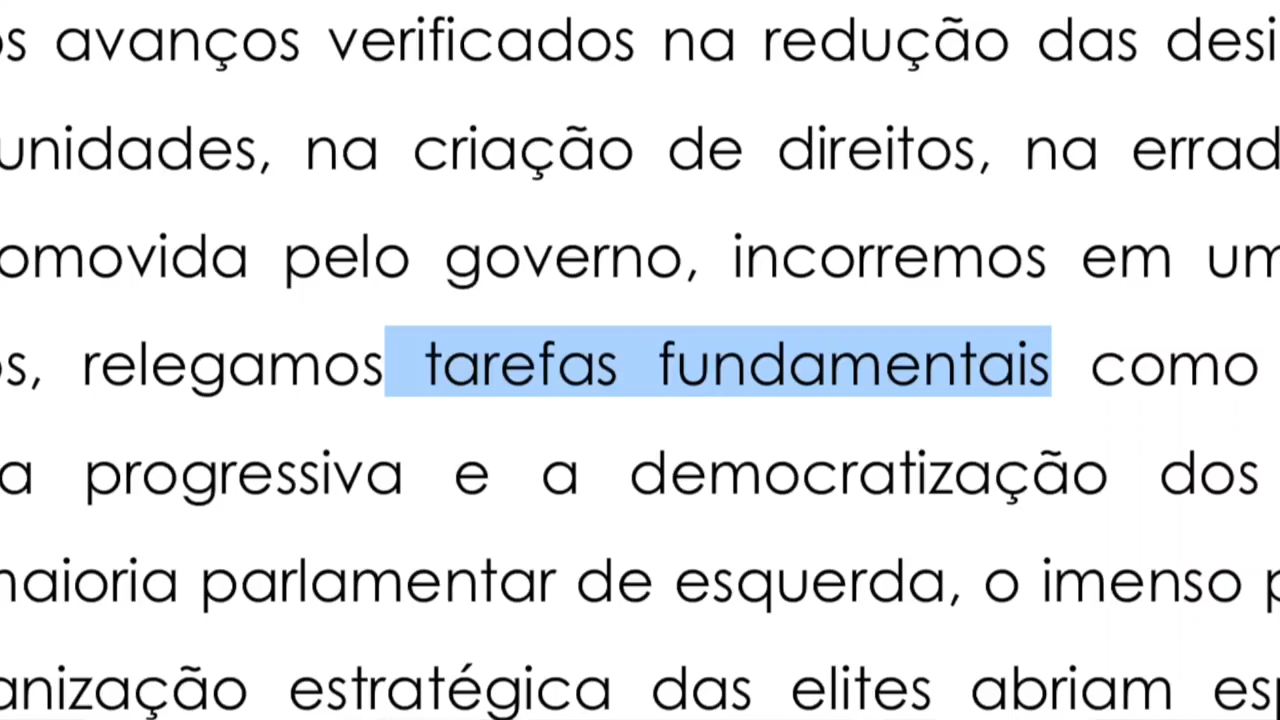 os avanços verificados na redução das desi
unidades, na criação de direitos, na errad
omovida pelo governo, incorremos em um
os, relegamos tarefas fundamentais como
a progressiva e a democratização dos
maioria parlamentar de esquerda, o imenso p
anização estratégica das elites abriam esp